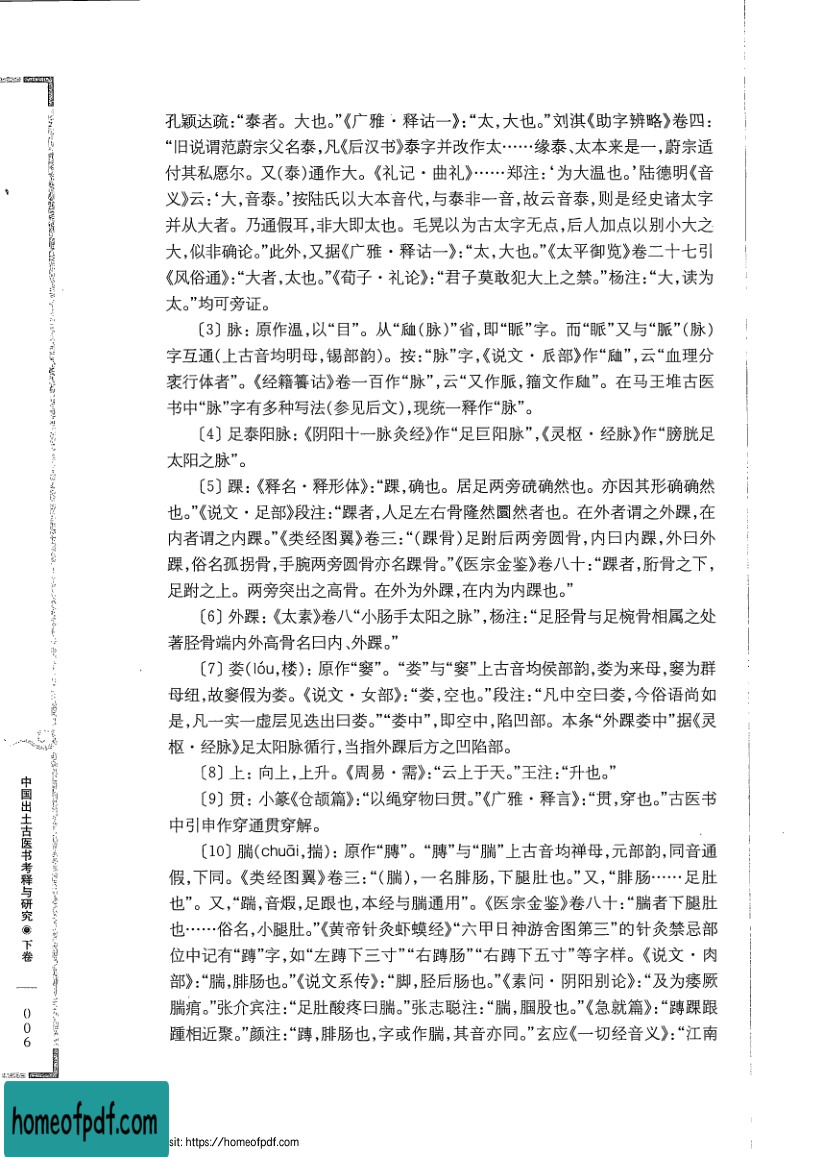 孔颖达疏:“泰者。大也。”《广雅·释诂一》:“太,大也。”刘淇《助字辨略》卷四:
“旧说谓范蔚宗父名泰,凡《后汉书》泰字并改作太……缘泰、太本来是一,蔚宗适
付其私愿尔。又(泰)通作大。《礼记·曲礼》……郑注:‘为大温也。’陆德明《音
义》云:‘大,音泰。’按陆氏以大本音代,与泰非一音,故云音泰,则是经史诸太字
并从大者。乃通假耳,非大即太也。毛晃以为古太字无点,后人加点以别小大之
大,似非确论。”此外,又据《广雅·释诂一》:“太,大也。”《太平御览》卷二十七引
《风俗通》:“大者,太也。”《荀子·礼论》:“君子莫敢犯大上之禁。”杨注:“大,读为
太。”均可旁证。
〔3〕脉:原作温,以“目”。从“䘑(脉)”省,即“眽”字。而“眽”又与“脈”(脉)
字互通(上古音均明母,锡部韵)。按:“脉”字,《说文·𠂢部》作“䘑”,云“血理分
衺行体者”。《经籍籑诂》卷一百作“脉”,云“又作脈,籀文作䘑”。在马王堆古医
书中“脉”字有多种写法(参见后文),现统一释作“脉”。
〔4〕足泰阳脉:《阴阳十一脉灸经》作“足巨阳脉”,《灵枢·经脉》作“膀胱足
太阳之脉”。
〔5〕踝:《释名·释形体》:“踝,确也。居足两旁硗确然也。亦因其形确确然
也。”《说文·足部》段注:“踝者,人足左右骨隆然圜然者也。在外者谓之外踝,在
内者谓之内踝。”《类经图翼》卷三:“(踝骨)足跗后两旁圆骨,内曰内踝,外曰外
踝,俗名孤拐骨,手腕两旁圆骨亦名踝骨。”《医宗金鉴》卷八十:“踝者,胻骨之下,
足跗之上。两旁突出之高骨。在外为外踝,在内为内踝也。”
〔6〕外踝:《太素》卷八“小肠手太阳之脉”,杨注:“足胫骨与足椀骨相属之处
著胫骨端内外高骨名曰内、外踝。”
〔7〕娄(lóu,楼):原作“窭”。“娄”与“窭”上古音均侯部韵,娄为来母,窭为群
母纽,故窭假为娄。《说文·女部》:“娄,空也。”段注:“凡中空曰娄,今俗语尚如
是,凡一实一虚层见迭出曰娄。”“娄中”,即空中,陷凹部。本条“外踝娄中”据《灵
枢·经脉》足太阳脉循行,当指外踝后方之凹陷部。
〔8〕上:向上,上升。《周易·需》:“云上于天。”王注:“升也。”
〔9〕贯:小篆《仓颉篇》:“以绳穿物曰贯。”《广雅·释言》:“贯,穿也。”古医书
中引申作穿通贯穿解。
〔10〕腨(chuāi,揣):原作“膞”。“膞”与“腨”上古音均禅母,元部韵,同音通
假,下同。《类经图翼》卷三:“(腨),一名腓肠,下腿肚也。”又,“腓肠……足肚
也”。又,“踹,音煆,足跟也,本经与腨通用”。《医宗金鉴》卷八十:“腨者下腿肚
也……俗名,小腿肚。”《黄帝针灸虾蟆经》“六甲日神游舍图第三”的针灸禁忌部
位中记有“䏝”字,如“左䏝下三寸”“右䏝肠”“右䏝下五寸”等字样。《说文·肉
部》:“腨,腓肠也。”《说文系传》:“脚,胫后肠也。”《素问·阴阳别论》:“及为痿厥
腨痟。”张介宾注:“足肚酸疼曰腨。”张志聪注:“腨,腘股也。”《急就篇》:“䏝踝跟
踵相近聚。”颜注:“䏝,腓肠也,字或作腨,其音亦同。”玄应《一切经音义》:“江南
中国出土古医书考释与研究 下卷
006
homeofpdf.com
sit: https://homeofpdf.com